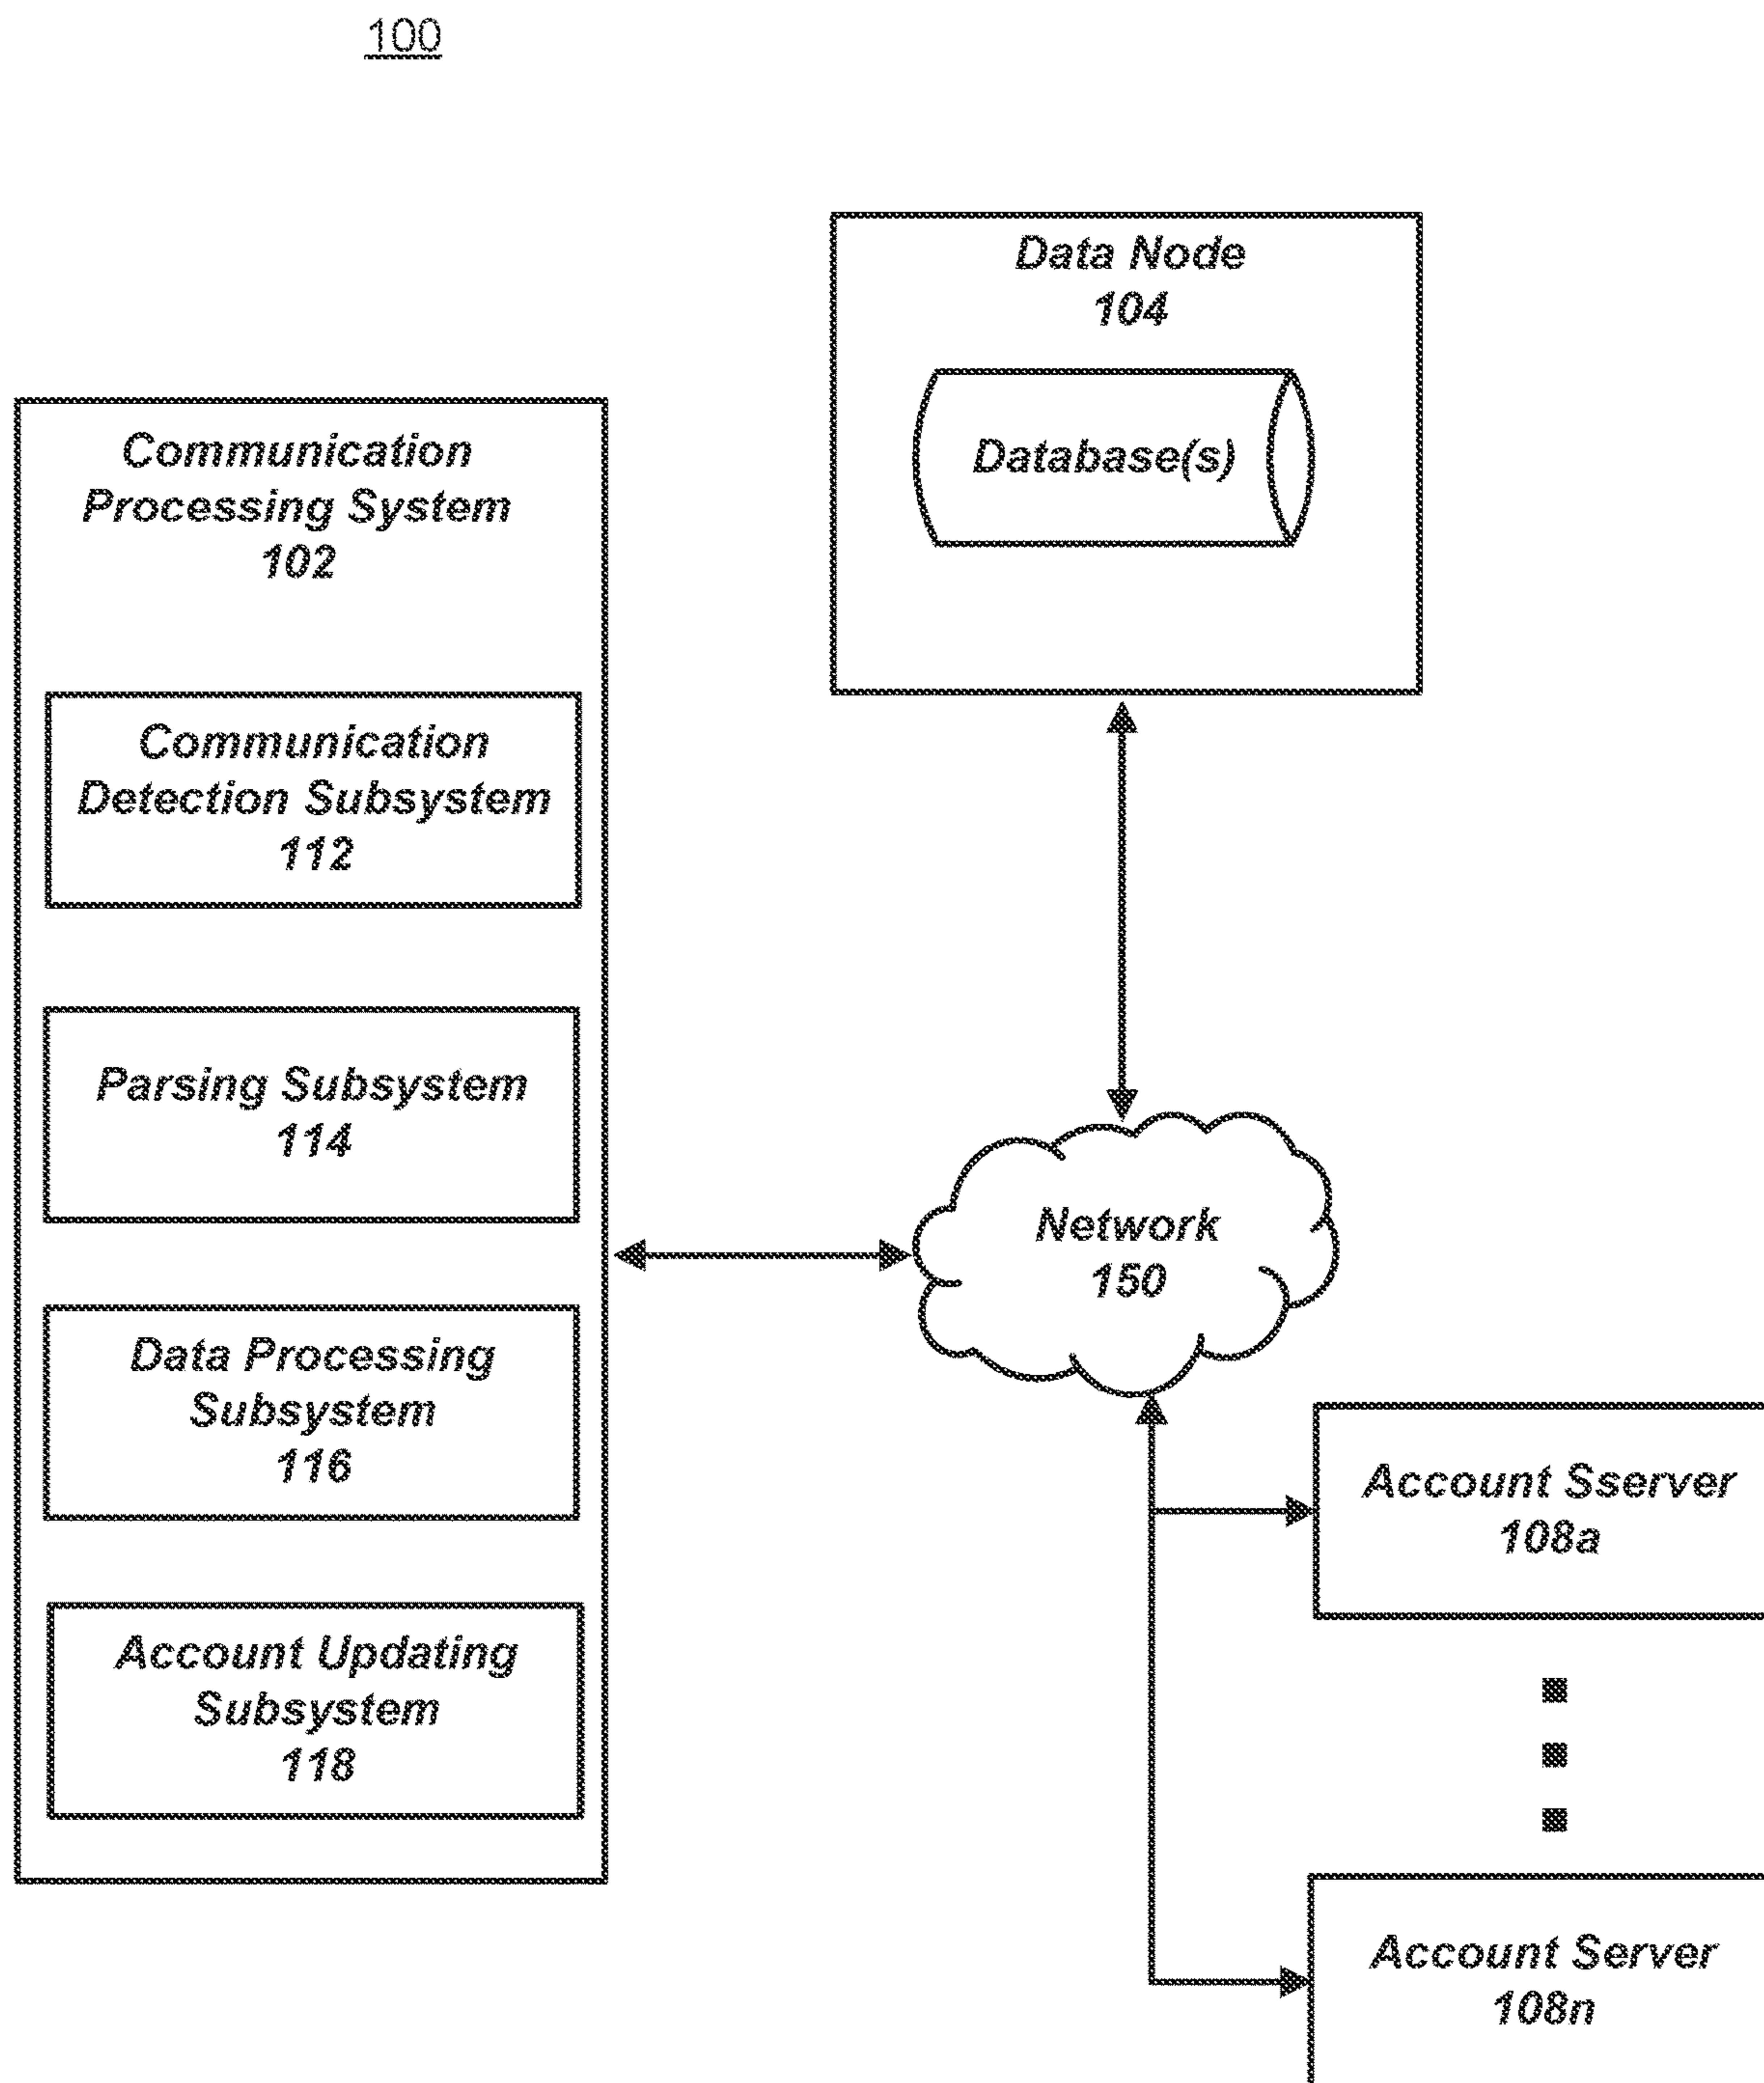 100
Data Node
104
Database(s)
Communication
Processing System
102
Communication
Detection Subsystem
112
Parsing Subsystem
114
Data Processing
Subsystem
116
Account Updating
Subsystem
118
Network
150
Account Sserver
108a
Account Server
108n